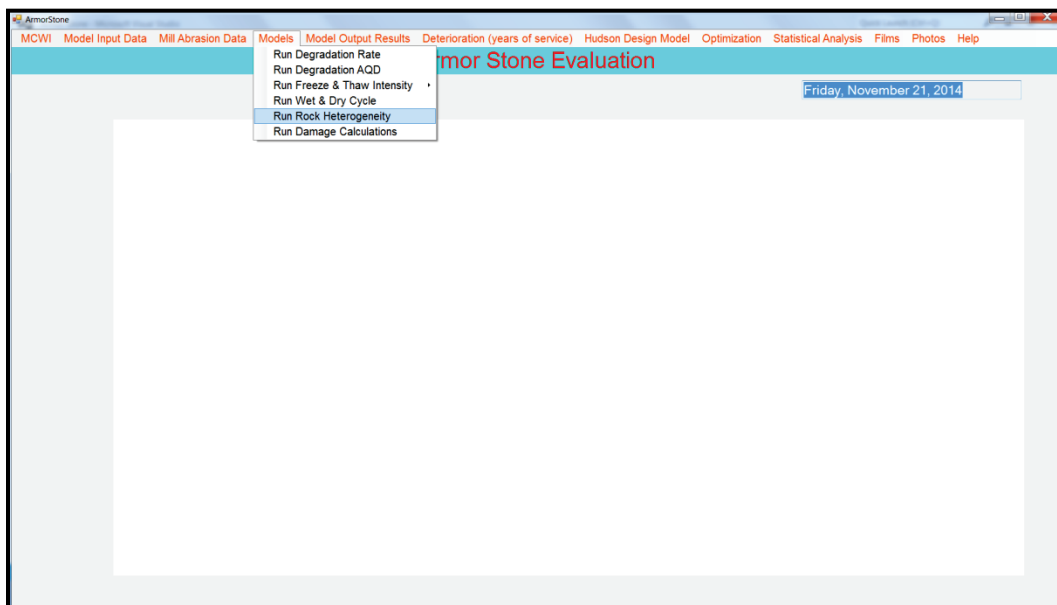 ArmorStone
MCWI Model Input Data Mill Abrasion Data Models Model Output Results Deterioration (years of service) Hudson Design Model Optimization Statistical Analysis Films Photos Help
mor Stone Evaluation
Run Degradation Rate
Run Degradation AQD
Run Freeze & Thaw Intensity
Run Wet & Dry Cycle
Run Rock Heterogeneity
Run Damage Calculations
Friday, November 21, 2014